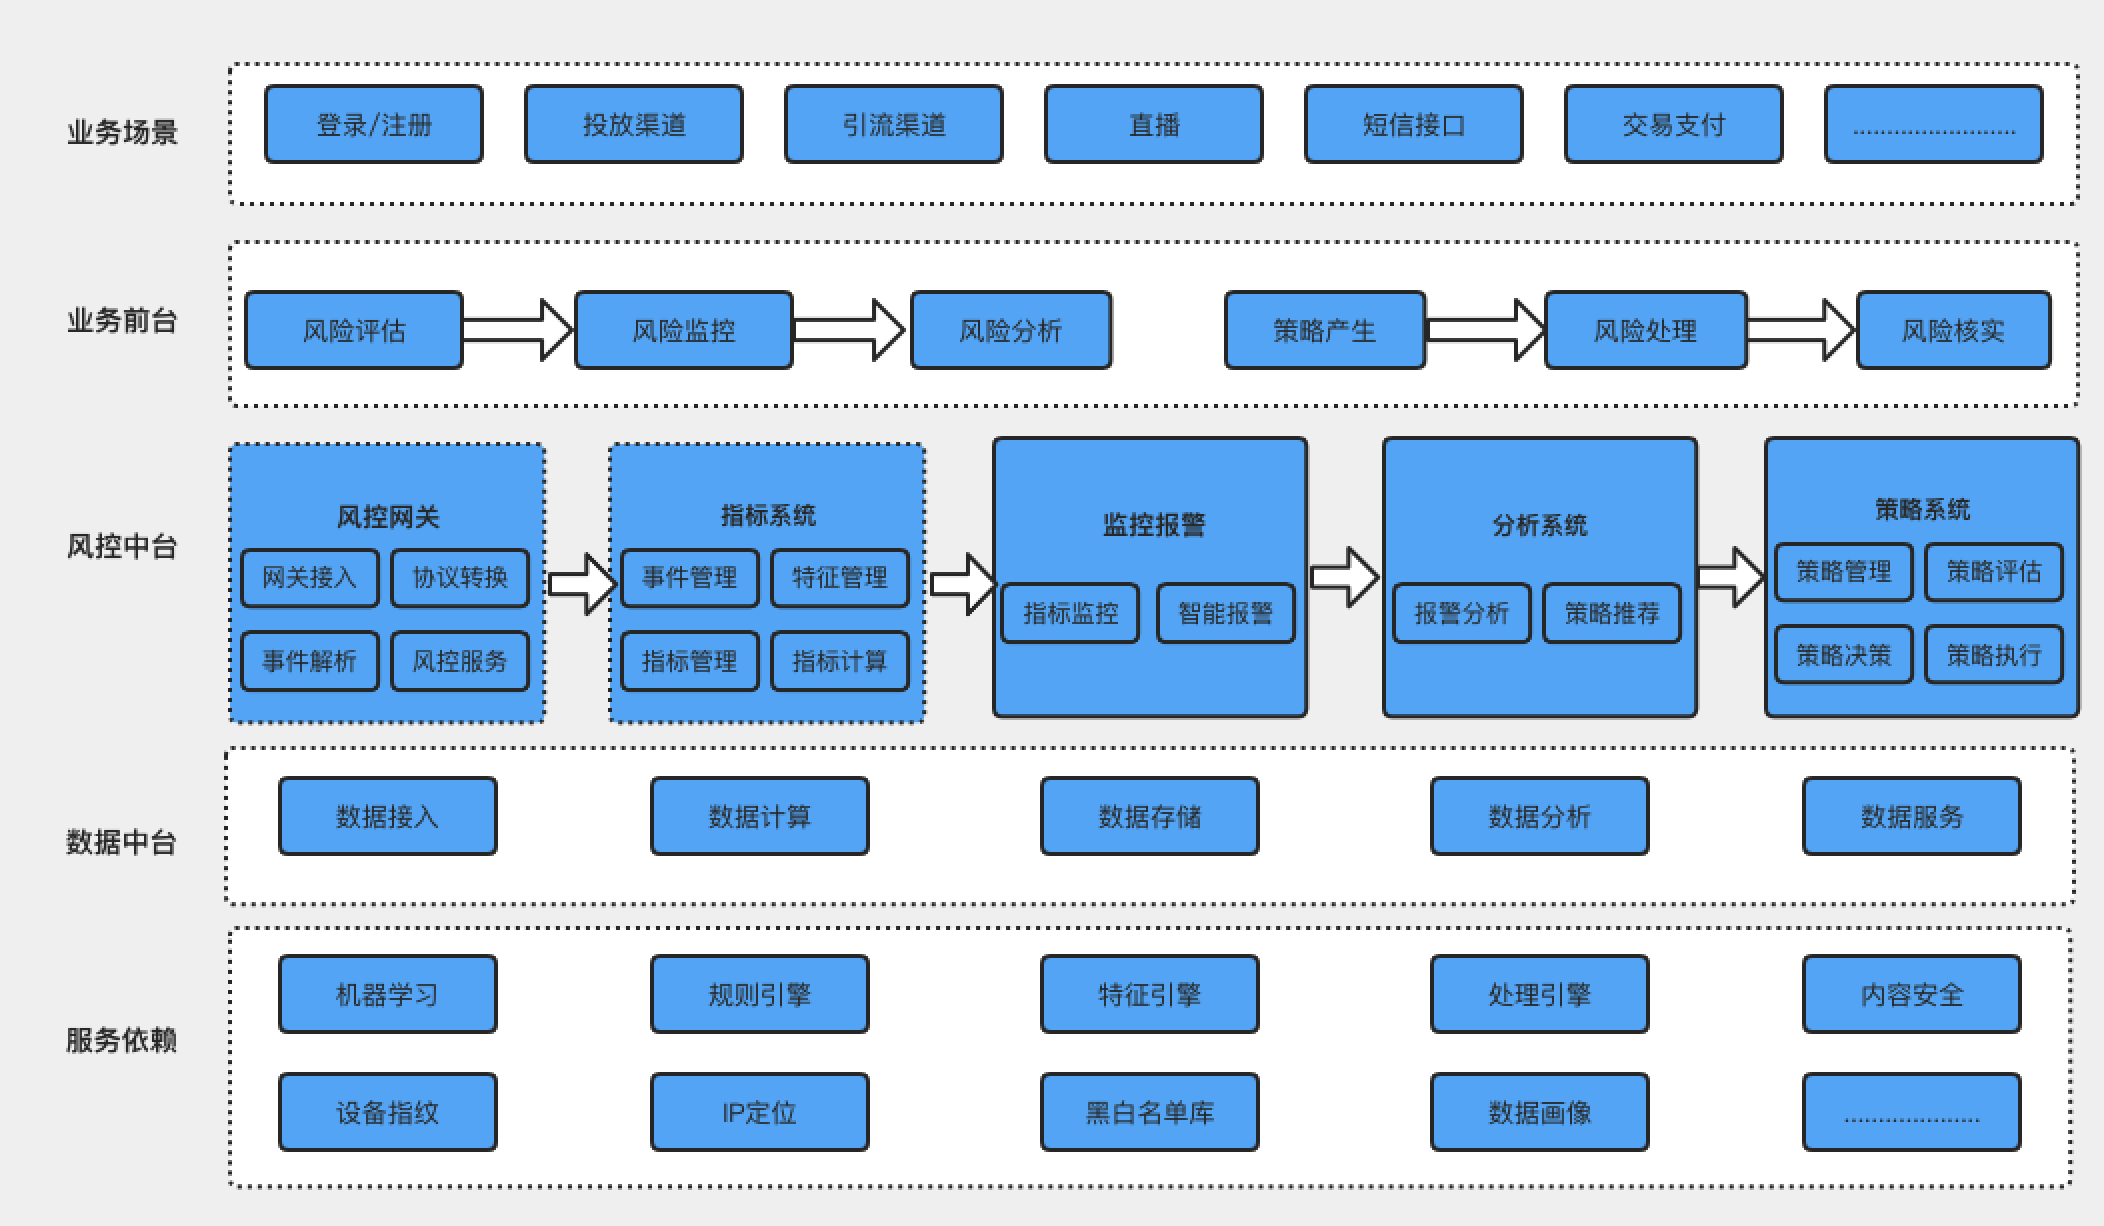 业务场景
登录/注册
投放渠道
引流渠道
直播
短信接口
交易支付
........................
业务前台
风险评估
风险监控
风险分析
策略产生
风险处理
风险核实
风控中台
风控网关
网关接入
协议转换
事件解析
风控服务
指标系统
事件管理
特征管理
指标管理
指标计算
监控报警
指标监控
智能报警
分析系统
报警分析
策略推荐
策略系统
策略管理
策略评估
策略决策
策略执行
数据中台
数据接入
数据计算
数据存储
数据分析
数据服务
服务依赖
机器学习
规则引擎
特征引擎
处理引擎
内容安全
设备指纹
IP定位
黑白名单库
数据画像
....................